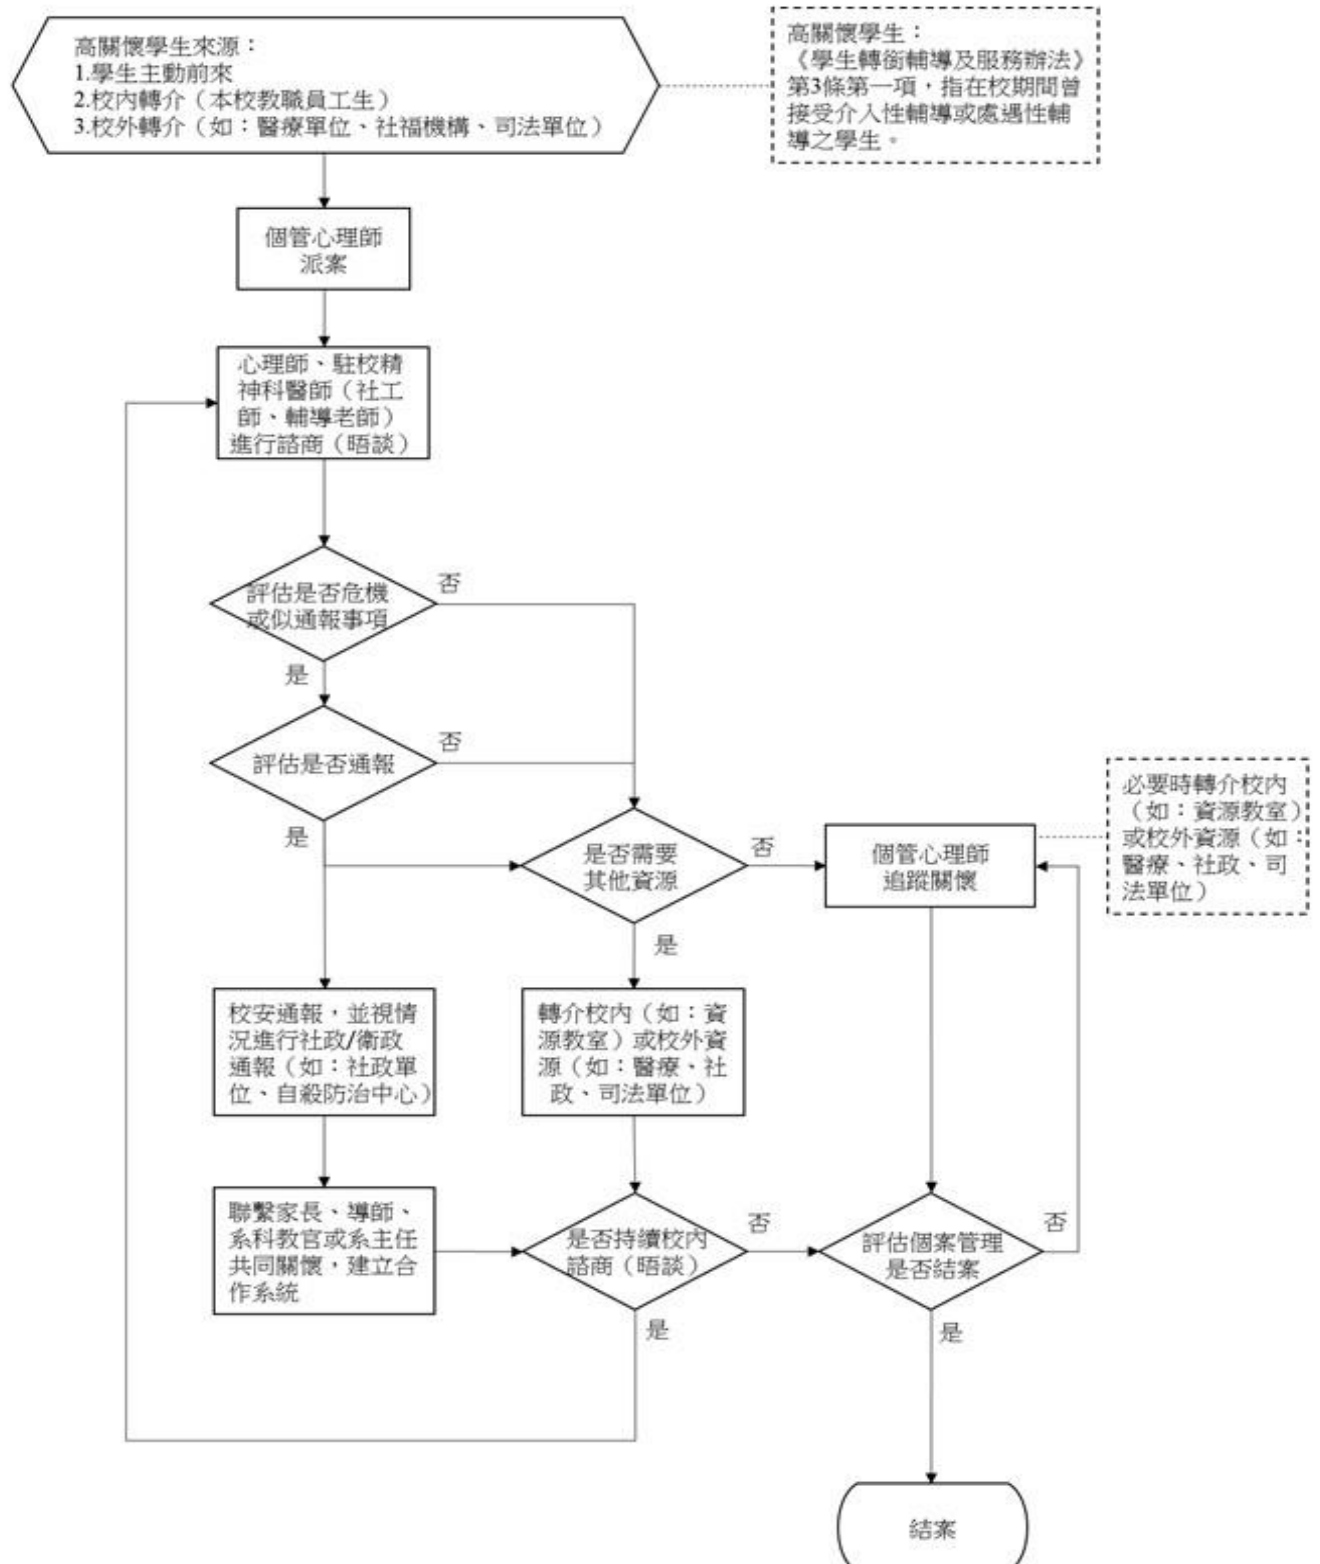 高關懷學生來源：
1.學生主動前來
2.校內轉介（本校教職員工生）
3.校外轉介（如：醫療單位、社福機構、司法單位）
高關懷學生：
《學生轉銜輔導及服務辦法》
第3條第一項，指在校期間曾
接受介入性輔導或處遇性輔
導之學生。
個管心理師
派案
心理師、駐校精
神科醫師（社工
師、輔導老師）
進行諮商（晤談）
評估是否危機
或似通報事項
否
是
評估是否通報
否
是
是否需要
其他資源
否
是
個管心理師
追蹤關懷
必要時轉介校內
（如：資源教室）
或校外資源（如：
醫療、社政、司
法單位）
校安通報，並視情
況進行社政/衛政
通報（如：社政單
位、自殺防治中心）
轉介校內（如：資
源教室）或校外資
源（如：醫療、社
政、司法單位）
聯繫家長、導師、
系科教官或系主任
共同關懷，建立合
作系統
是否持續校內
諮商（晤談）
否
是
評估個案管理
是否結案
否
是
結案